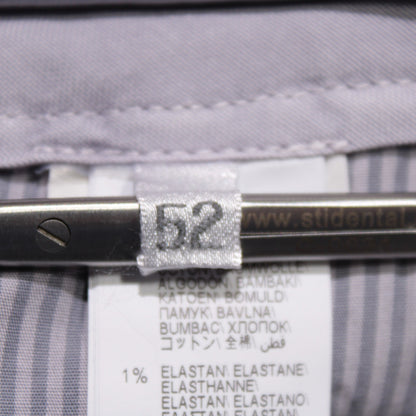 52
www.stidental.
ALGODON\ BAMBAKI\
KATOEN\ BOMULD\
ПАМУК\ BAVLNA\
BUMBAC\ ХЛОПОК\
コットン\ 全棉\ قطن\
1% ELASTAN\ ELASTANE\
ELASTHANNE\
ELASTAN\ ELASTANO\